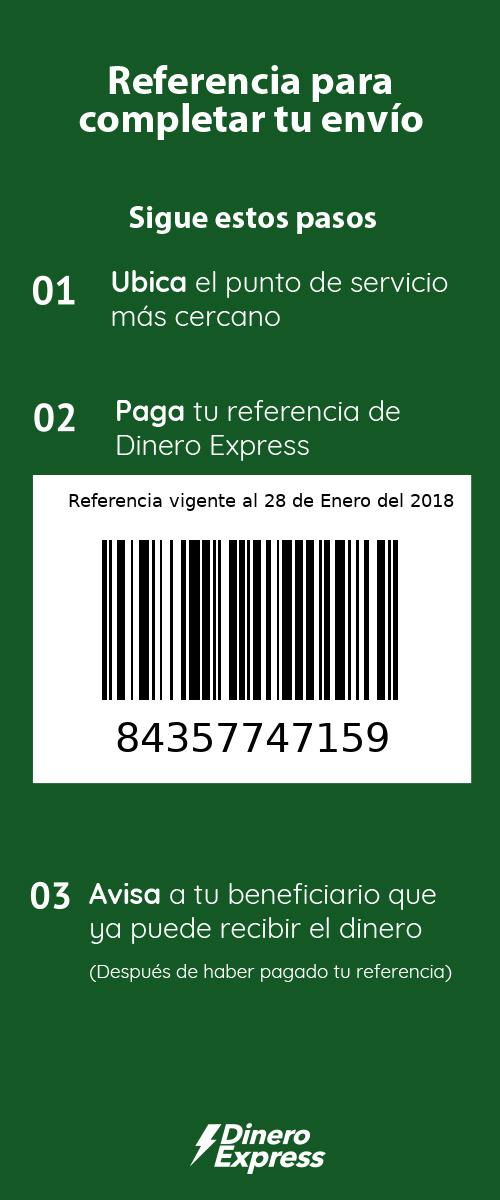 Referencia para
completar tu envío
Sigue estos pasos
01 Ubica el punto de servicio
más cercano
02 Paga tu referencia de
Dinero Express
Referencia vigente al 28 de Enero del 2018
84357747159
03 Avisa a tu beneficiario que
ya puede recibir el dinero
(Después de haber pagado tu referencia)
Dinero
Express